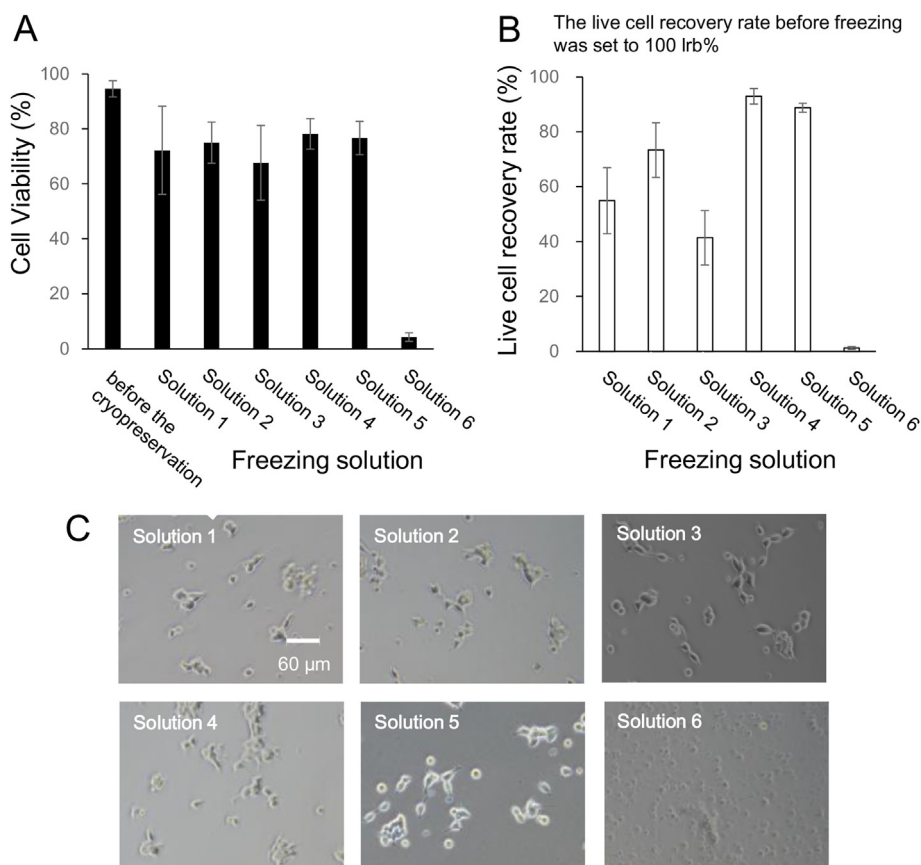 A
Cell Viability (%)
100
80
60
40
20
0
before the
cryopreservation
Solution 1
Solution 2
Solution 3
Solution 4
Solution 5
Solution 6
Freezing solution
B
The live cell recovery rate before freezing
was set to 100 lrb%
Live cell recovery rate (%)
100
80
60
40
20
0
Solution 1
Solution 2
Solution 3
Solution 4
Solution 5
Solution 6
Freezing solution
C
Solution 1
60 μm
Solution 2
Solution 3
Solution 4
Solution 5
Solution 6